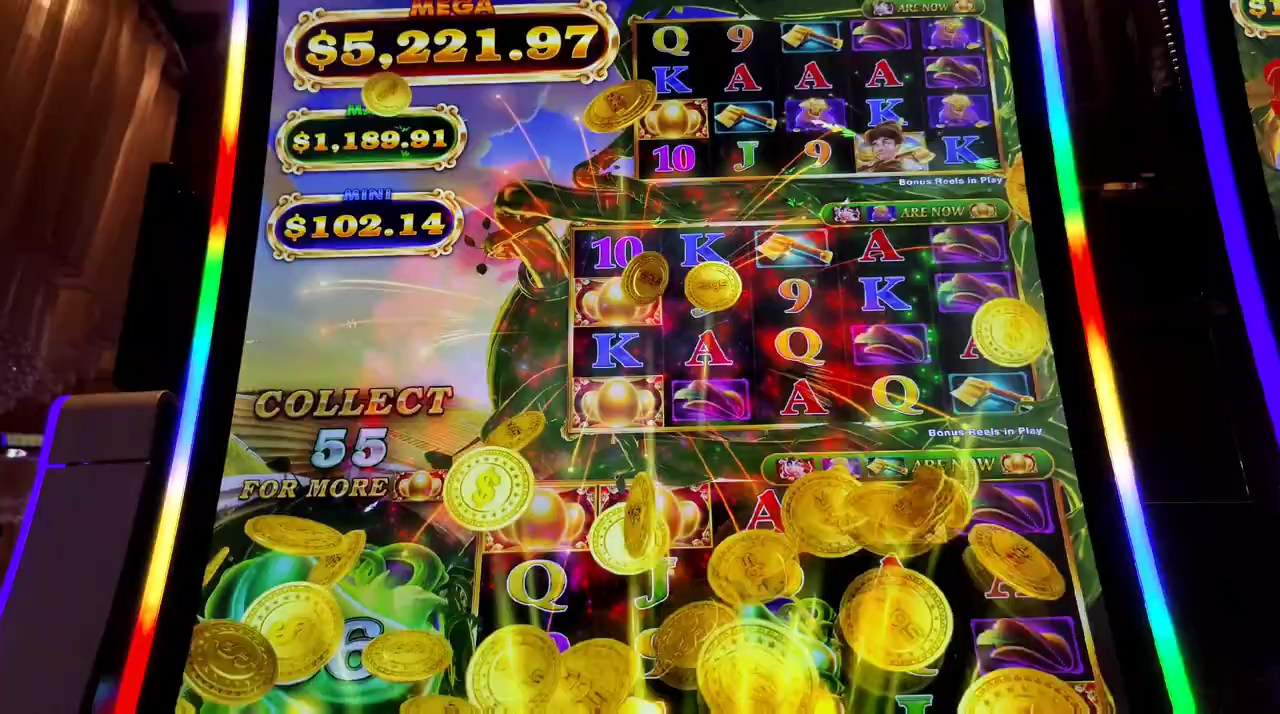 MEGA
$5,221.97
$1,189.91
MINI
$102.14
COLLECT
55
FOR MORE
6
ARE NOW
Q 9
K A A A
K
10 J 9 K
Bonus Reels in Play
ARE NOW
10 K A
9 K
K A Q A
A Q
Bonus Reels in Play
ARE NOW
A
Q J A
J